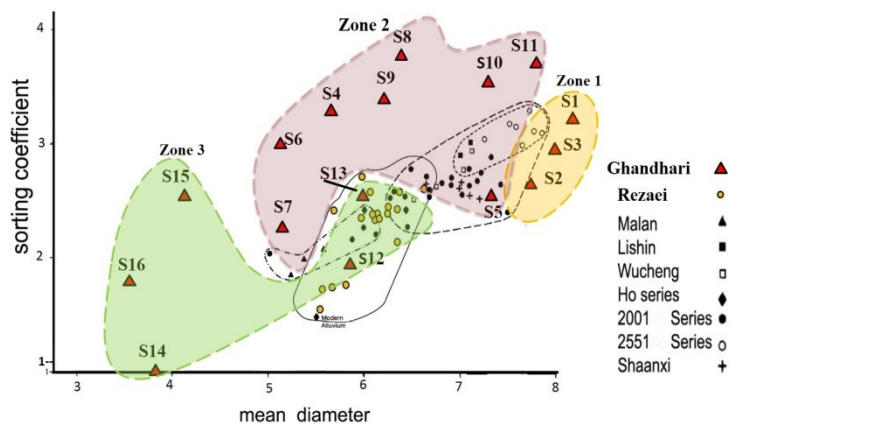 Zone 2
S8
S11
S10
Zone 1
S9
S1
S4
S3
S6
Zone 3
S13
S2
S15
S5
S7
S12
S16
Modern
Alluvium
S14
4
3
2
1
1
3
4
5
6
7
8
sorting coefficient
mean diameter
Ghandhari
Rezaei
Malan
Lishin
Wucheng
Ho series
2001 Series
2551 Series
Shaanxi